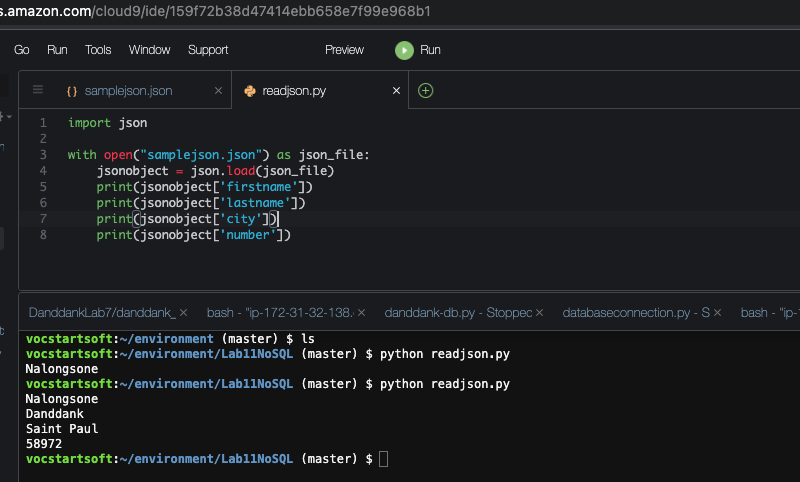 s.amazon.com/cloud9/ide/159f72b38d47414ebb658e7f99e968b1
Go Run Tools Window Support Preview Run
{} samplejson.json × readjson.py ×
1 import json
2
3 with open("samplejson.json") as json_file:
4 jsonobject = json.load(json_file)
5 print(jsonobject['firstname'])
6 print(jsonobject['lastname'])
7 print(jsonobject['city'])
8 print(jsonobject['number'])
DanddankLab7/danddank_ × bash - "ip-172-31-32-138. × danddank-db.py - Stopped × databaseconnection.py - S × bash - "ip-1
vocstartsoft:~/environment (master) $ ls
vocstartsoft:~/environment/Lab11NoSQL (master) $ python readjson.py
Nalongsone
vocstartsoft:~/environment/Lab11NoSQL (master) $ python readjson.py
Nalongsone
Danddank
Saint Paul
58972
vocstartsoft:~/environment/Lab11NoSQL (master) $